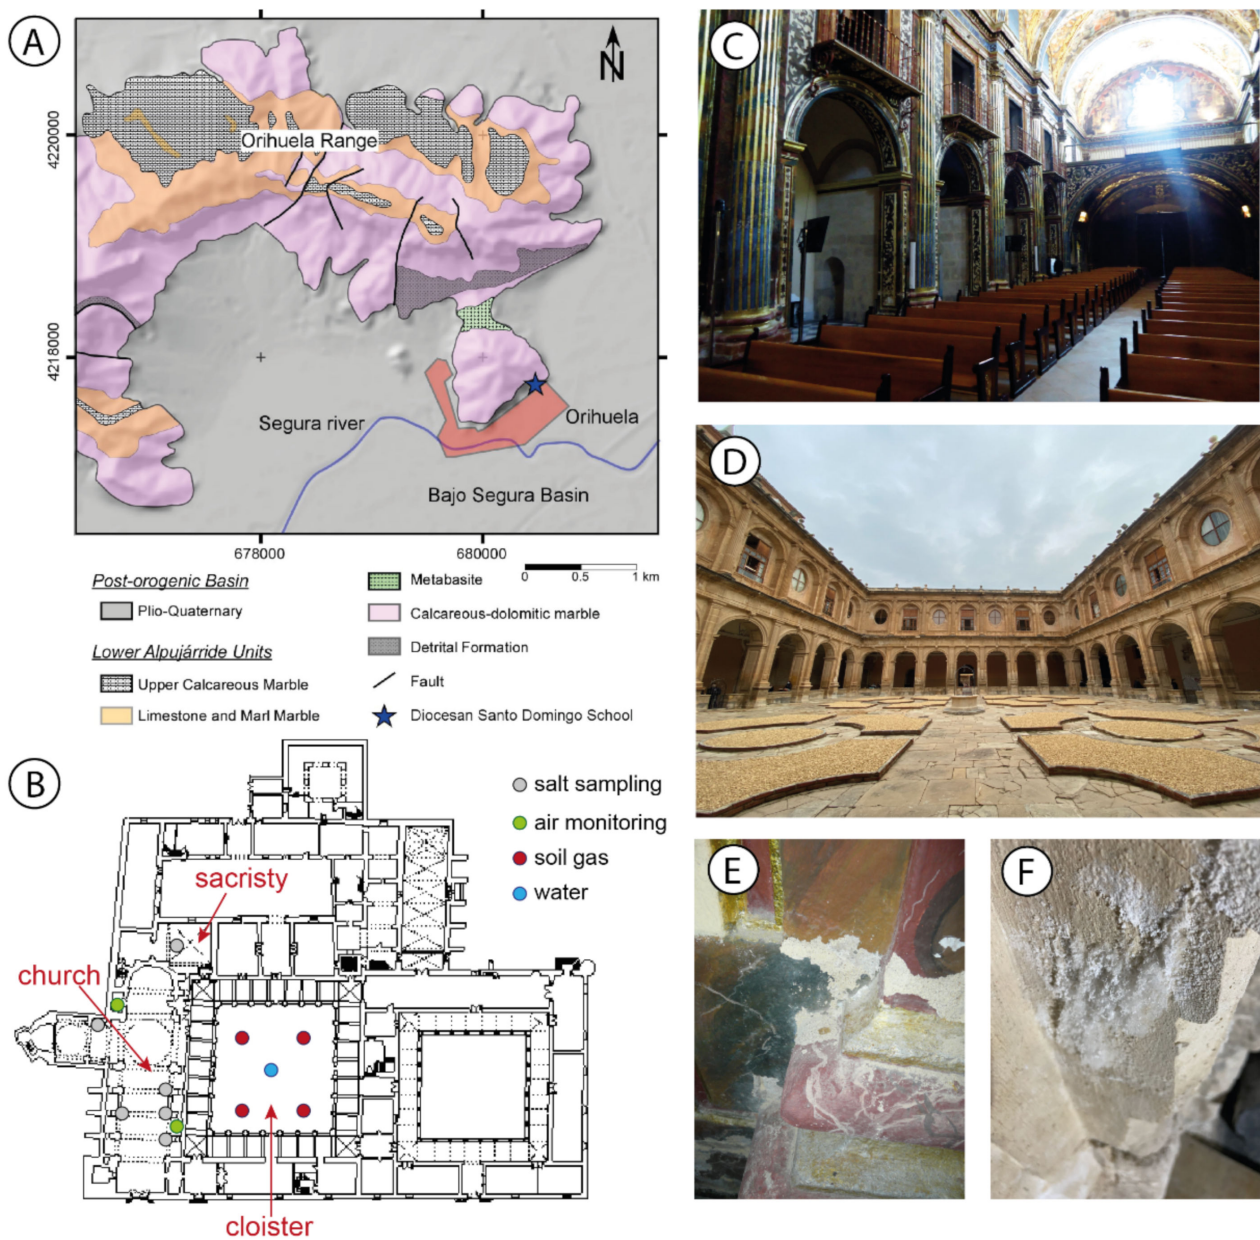 A
N
4220000
Orihuela Range
4218000
Segura river
Orihuela
Bajo Segura Basin
678000
680000
Post-orogenic Basin
Plio-Quaternary
Lower Alpujárride Units
Upper Calcareous Marble
Limestone and Marl Marble
Metabasite
Calcareous-dolomitic marble
Detrital Formation
Fault
Diocesan Santo Domingo School
0 0.5 1 km
B
salt sampling
air monitoring
soil gas
water
sacristy
church
cloister
C
D
E
F